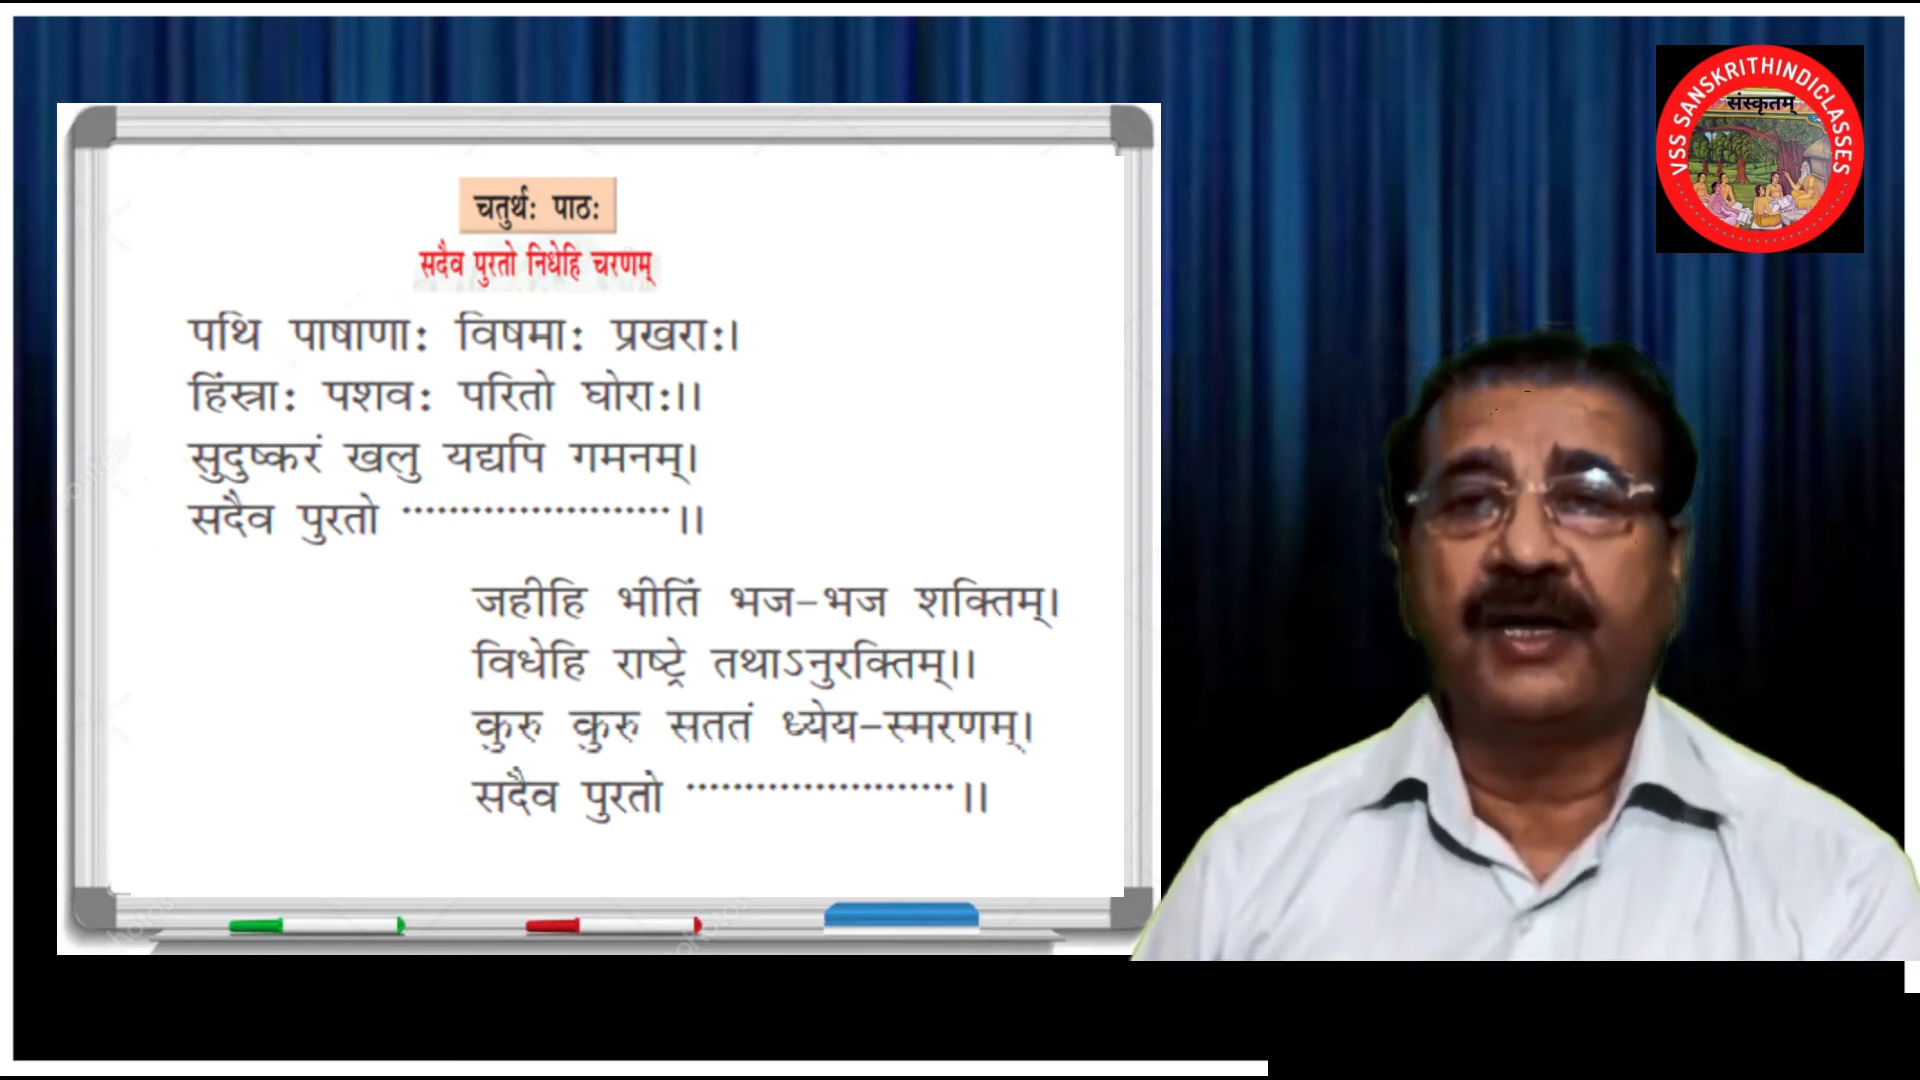 चतुर्थः पाठः
सदैव पुरतो निधेहि चरणम्
पथि पाषाणाः विषमाः प्रखराः।
हिंस्राः पशवः परितो घोराः।।
सुदुष्करं खलु यद्यपि गमनम्।
सदैव पुरतो .......................।।
जहीहि भीतिं भज-भज शक्तिम्।
विधेहि राष्ट्रे तथाऽनुरक्तिम्।।
कुरु कुरु सततं ध्येय-स्मरणम्।
सदैव पुरतो .......................।।
VSS SANSKRITHINDICLASSES
संस्कृतम्